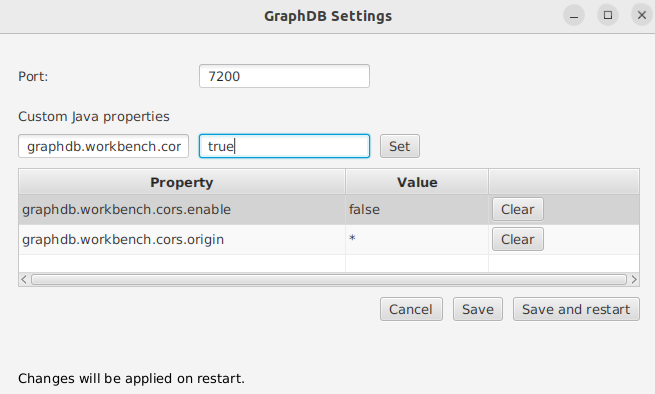 GraphDB Settings
Port: 7200
Custom Java properties
graphdb.workbench.cor true Set
Property Value
graphdb.workbench.cors.enable false Clear
graphdb.workbench.cors.origin * Clear
Cancel Save Save and restart
Changes will be applied on restart.